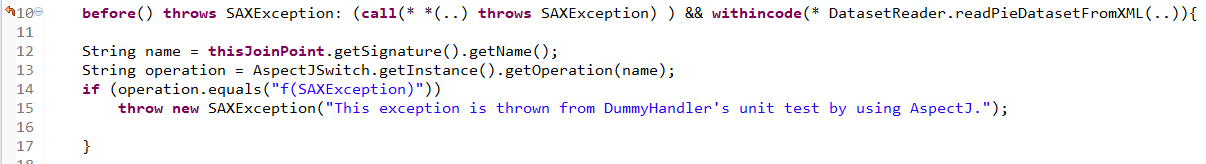 10 before() throws SAXException: (call(* *(..) throws SAXException) ) && withincode(* DatasetReader.readPieDatasetFromXML(..)){
11
12 String name = thisJoinPoint.getSignature().getName();
13 String operation = AspectJSwitch.getInstance().getOperation(name);
14 if (operation.equals("f(SAXException)"))
15 throw new SAXException("This exception is thrown from DummyHandler's unit test by using AspectJ.");
16
17 }